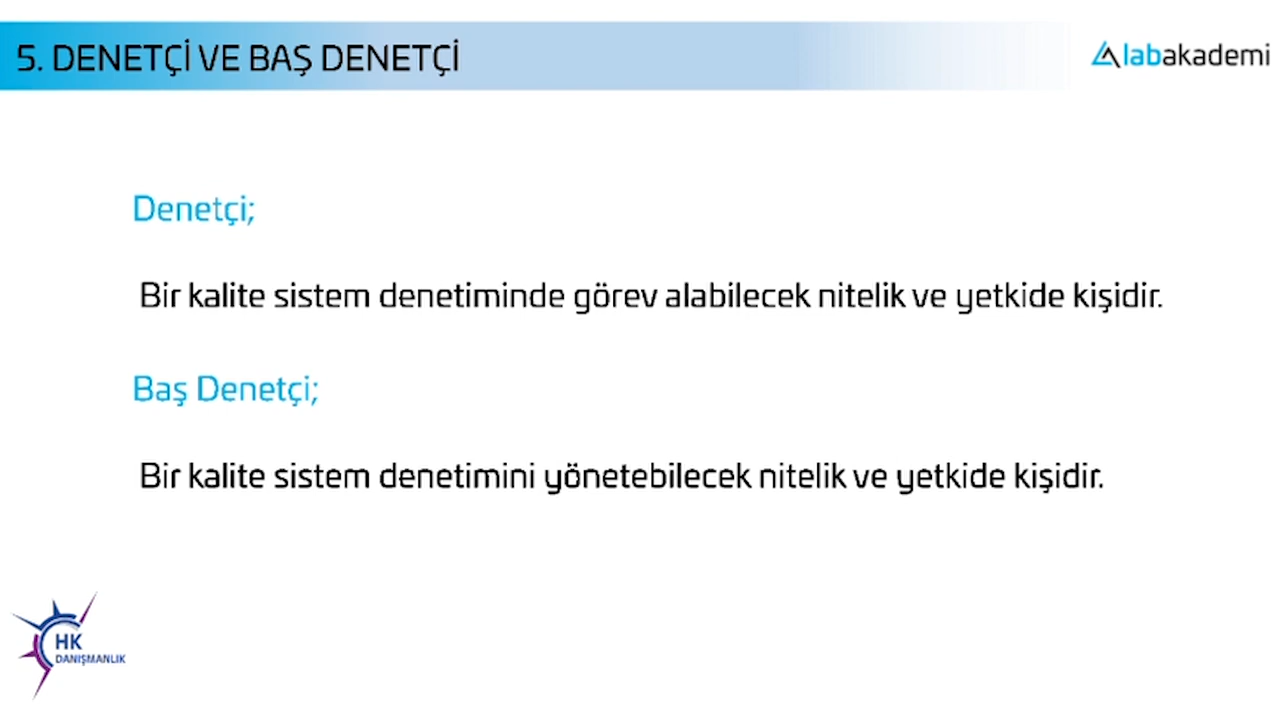 5. DENETÇİ VE BAŞ DENETÇİ
labakademi
Denetçi;
Bir kalite sistem denetiminde görev alabilecek nitelik ve yetkide kişidir.
Baş Denetçi;
Bir kalite sistem denetimini yönetebilecek nitelik ve yetkide kişidir.
HK
DANIŞMANLIK